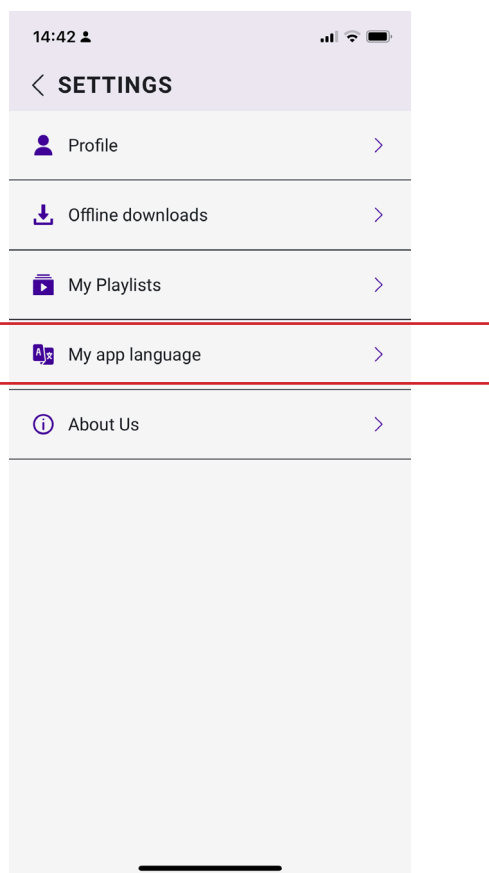 14:42
SETTINGS
Profile
Offline downloads
My Playlists
My app language
About Us